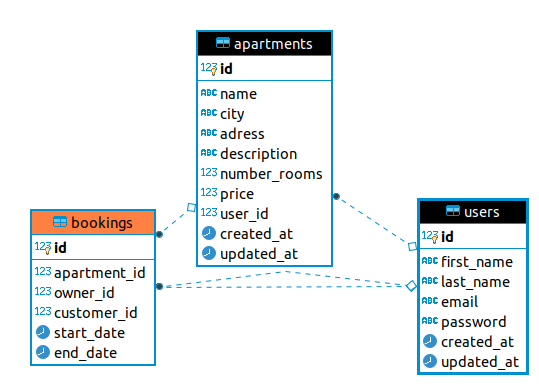 apartments
123 id
ABC name
ABC city
ABC adress
ABC description
123 number_rooms
123 price
123 user_id
created_at
updated_at
bookings
123 id
123 apartment_id
123 owner_id
123 customer_id
start_date
end_date
users
123 id
ABC first_name
ABC last_name
ABC email
ABC password
created_at
updated_at